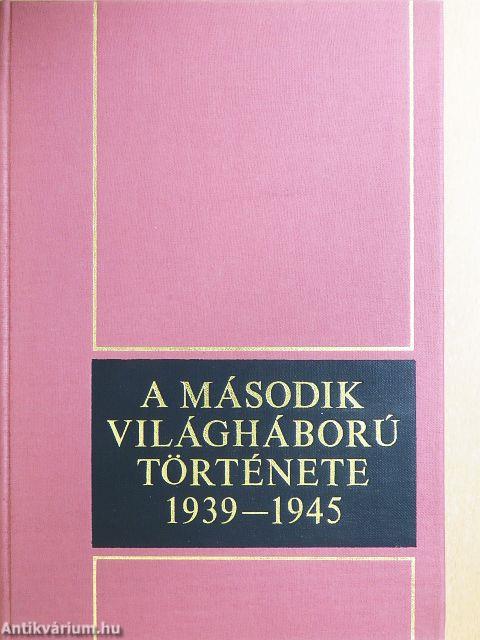 A MÁSODIK
VILÁGHÁBORÚ
TÖRTÉNETE
1939—1945
Antikvárium.hu